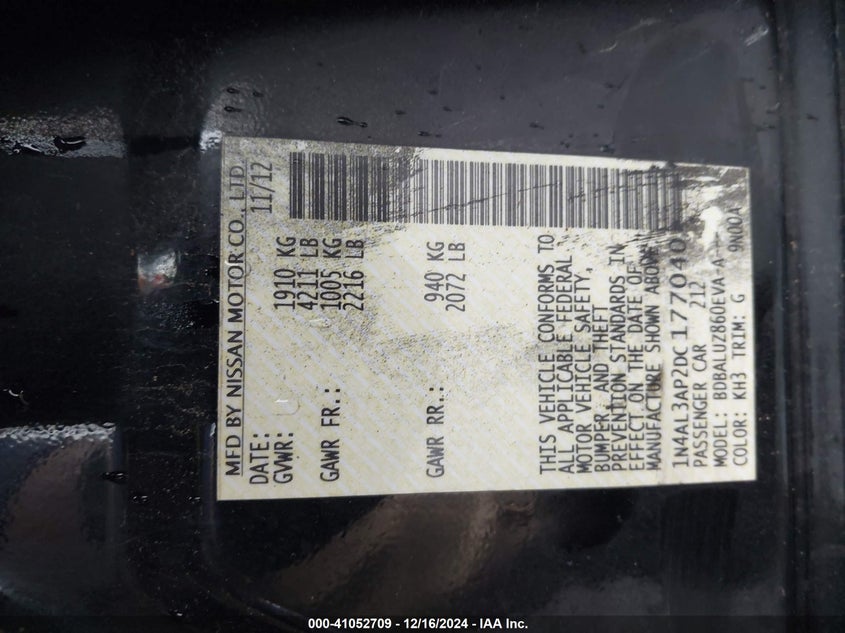 MFD BY NISSAN MOTOR CO., LTD.
DATE: 11/12
GVWR: 1910 KG
4211 LB
GAWR FR.: 1005 KG
2216 LB
GAWR RR.: 940 KG
2072 LB
THIS VEHICLE CONFORMS TO
ALL APPLICABLE FEDERAL
MOTOR VEHICLE SAFETY,
BUMPER, AND THEFT
PREVENTION STANDARDS IN
EFFECT ON THE DATE OF
MANUFACTURE SHOWN ABOVE
1N4AL3AP2DC177040
PASSENGER CAR 212
MODEL: BDBALUZ860EVA-A--
COLOR: KH3 TRIM: G
000-41052709 - 12/16/2024 - IAA Inc.